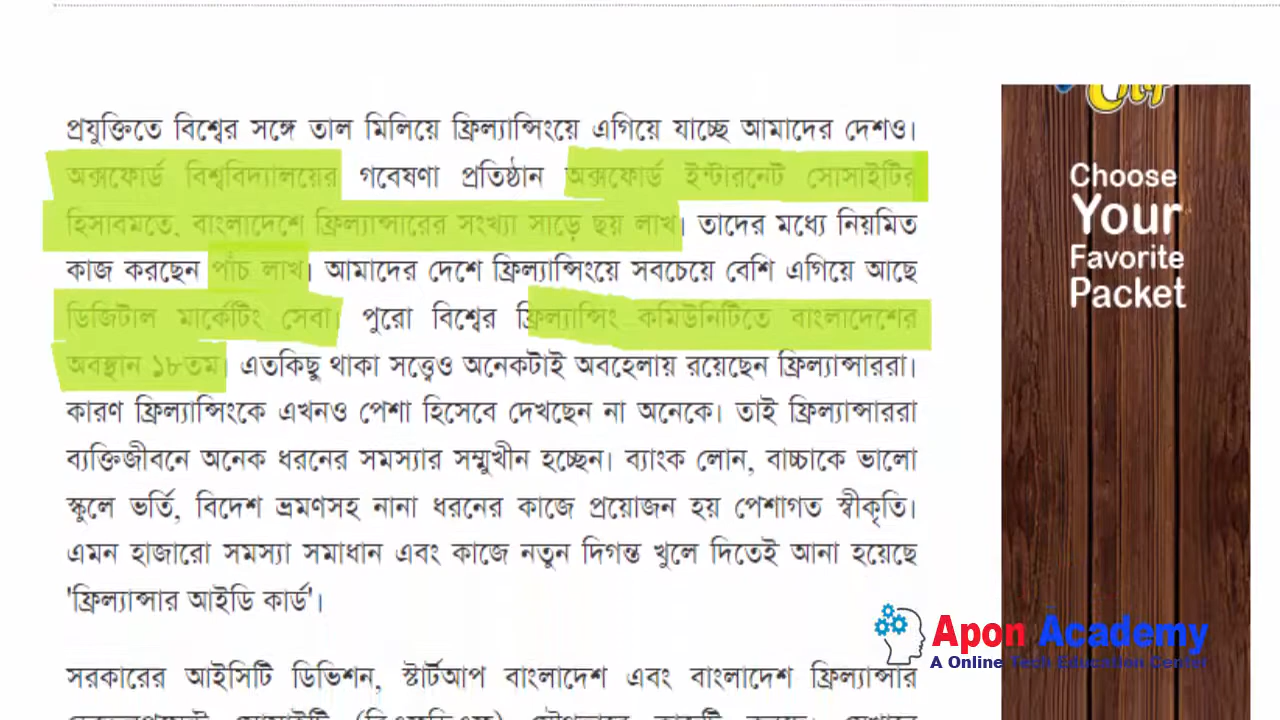 প্রযুক্তিতে বিশ্বের সঙ্গে তাল মিলিয়ে ফ্রিল্যান্সিংয়ে এগিয়ে যাচ্ছে আমাদের দেশও।
অক্সফোর্ড বিশ্ববিদ্যালয়ের গবেষণা প্রতিষ্ঠান অক্সফোর্ড ইন্টারনেট সোসাইটির
হিসাবমতে, বাংলাদেশে ফ্রিল্যান্সারের সংখ্যা সাড়ে ছয় লাখ। তাদের মধ্যে নিয়মিত
কাজ করছেন পাঁচ লাখ। আমাদের দেশে ফ্রিল্যান্সিংয়ে সবচেয়ে বেশি এগিয়ে আছে
ডিজিটাল মার্কেটিং সেবা। পুরো বিশ্বের ফ্রিল্যান্সিং কমিউনিটিতে বাংলাদেশের
অবস্থান ১৮তম। এতকিছু থাকা সত্ত্বেও অনেকটাই অবহেলায় রয়েছেন ফ্রিল্যান্সাররা।
কারণ ফ্রিল্যান্সিংকে এখনও পেশা হিসেবে দেখছেন না অনেকে। তাই ফ্রিল্যান্সাররা
ব্যক্তিজীবনে অনেক ধরনের সমস্যার সম্মুখীন হচ্ছেন। ব্যাংক লোন, বাচ্চাকে ভালো
স্কুলে ভর্তি, বিদেশ ভ্রমণসহ নানা ধরনের কাজে প্রয়োজন হয় পেশাগত স্বীকৃতি।
এমন হাজারো সমস্যা সমাধান এবং কাজে নতুন দিগন্ত খুলে দিতেই আনা হয়েছে
'ফ্রিল্যান্সার আইডি কার্ড'।
সরকারের আইসিটি ডিভিশন, স্টার্টআপ বাংলাদেশ এবং বাংলাদেশ ফ্রিল্যান্সার
Choose
Your
Favorite
Packet
Apon Academy
A Online Tech Education Center